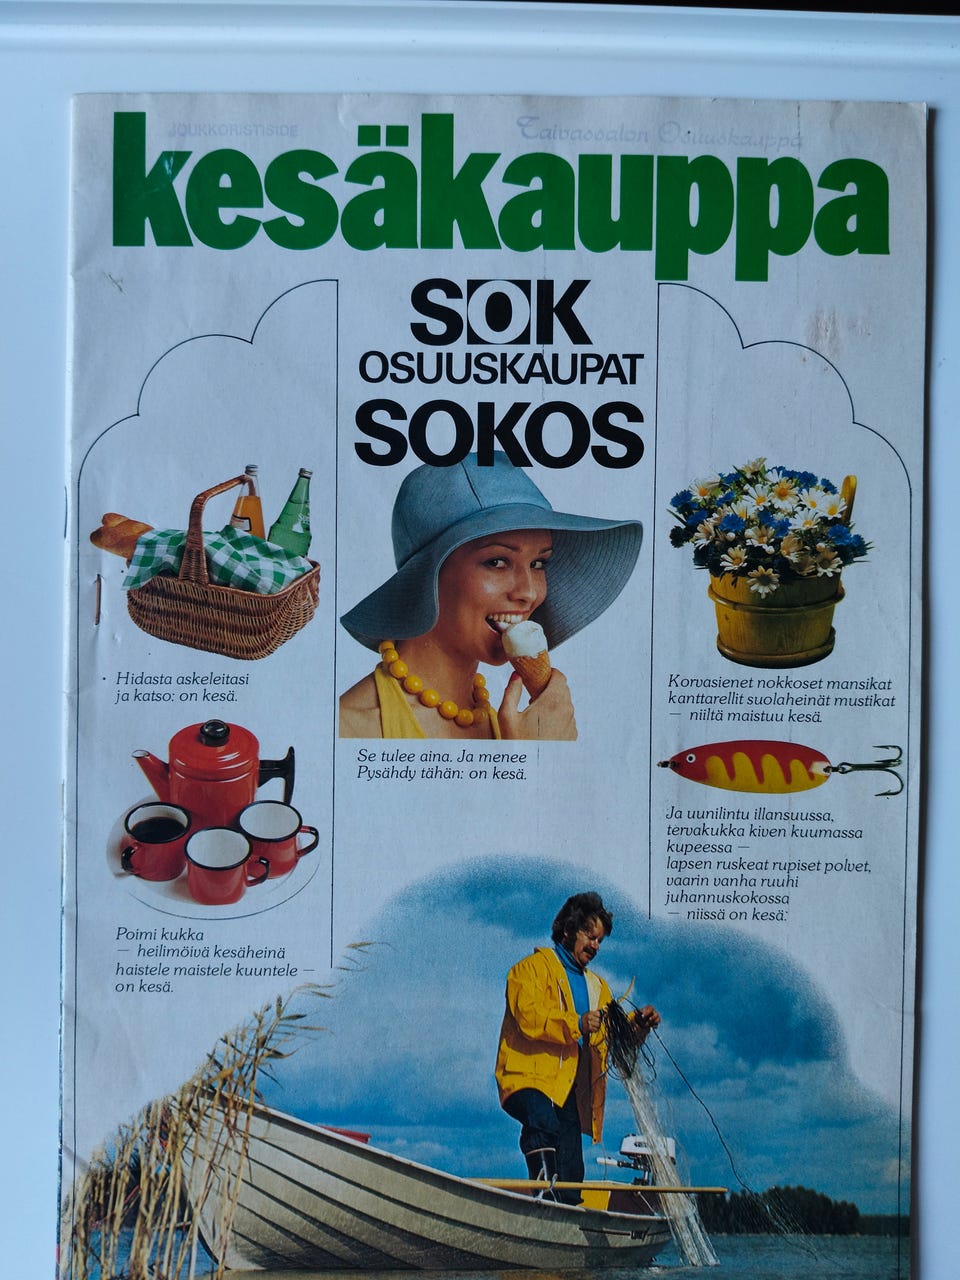 JOUKKORISTISIDE
Taivassalon Osuuskauppa
kesäkauppa
SOK
OSUUSKAUPAT
SOKOS
Hidasta askeleitasi
ja katso: on kesä.
Se tulee aina. Ja menee
Pysähdy tähän: on kesä.
Korvasienet nokkoset mansikat
kanttarellit suolaheinät mustikat
— niiltä maistuu kesä.
Poimi kukka
— heilimöivä kesäheinä
haistele maistele kuuntele —
on kesä.
Ja uunilintu illansuussa,
tervakukka kiven kuumassa
kupeessa —
lapsen ruskeat rupiset polvet,
vaarin vanha ruuhi
juhannuskokossa
— niissä on kesä.